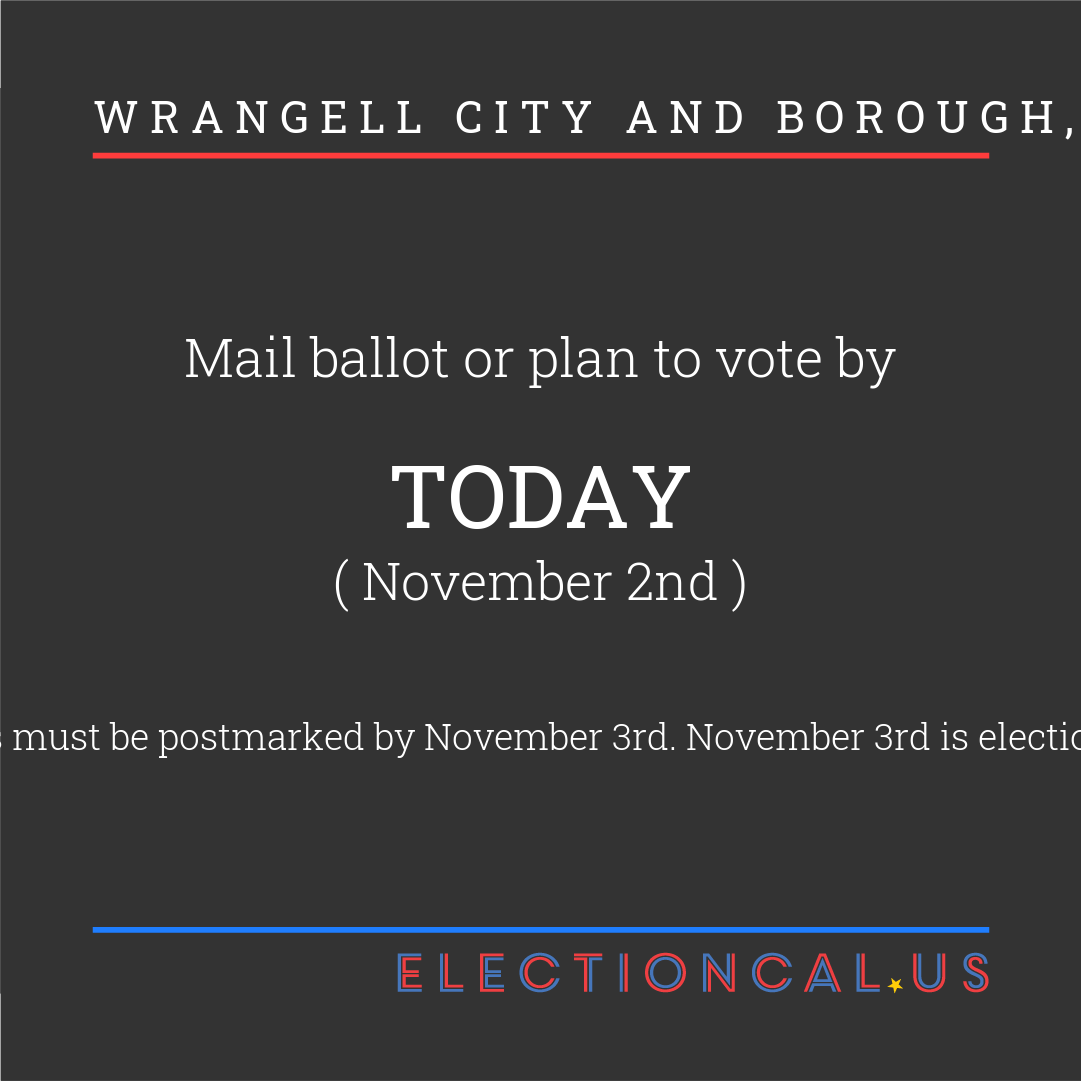 WRANGELL CITY AND BOROUGH,
Mail ballot or plan to vote by
TODAY
( November 2nd )
must be postmarked by November 3rd. November 3rd is
ELECTIONCAL.US